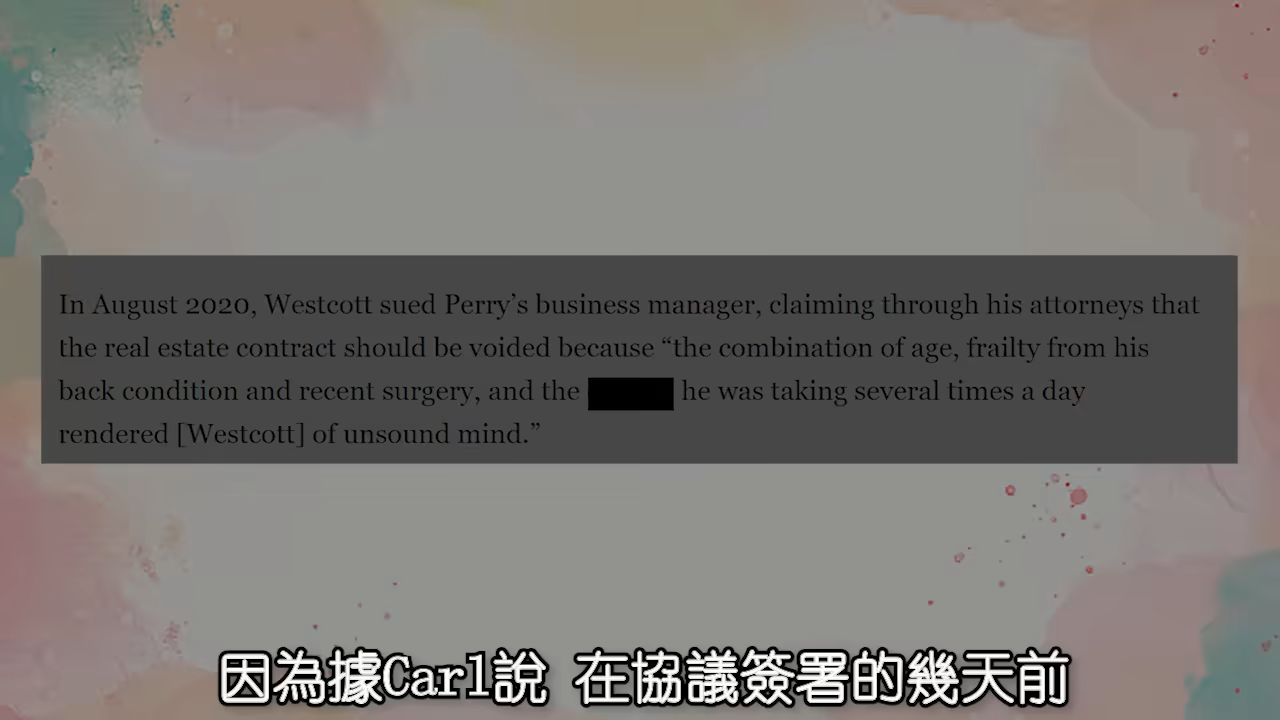 In August 2020, Westcott sued Perry’s business manager, claiming through his attorneys that
the real estate contract should be voided because “the combination of age, frailty from his
back condition and recent surgery, and the he was taking several times a day
rendered [Westcott] of unsound mind.”
因為據Carl說 在協議簽署的幾天前